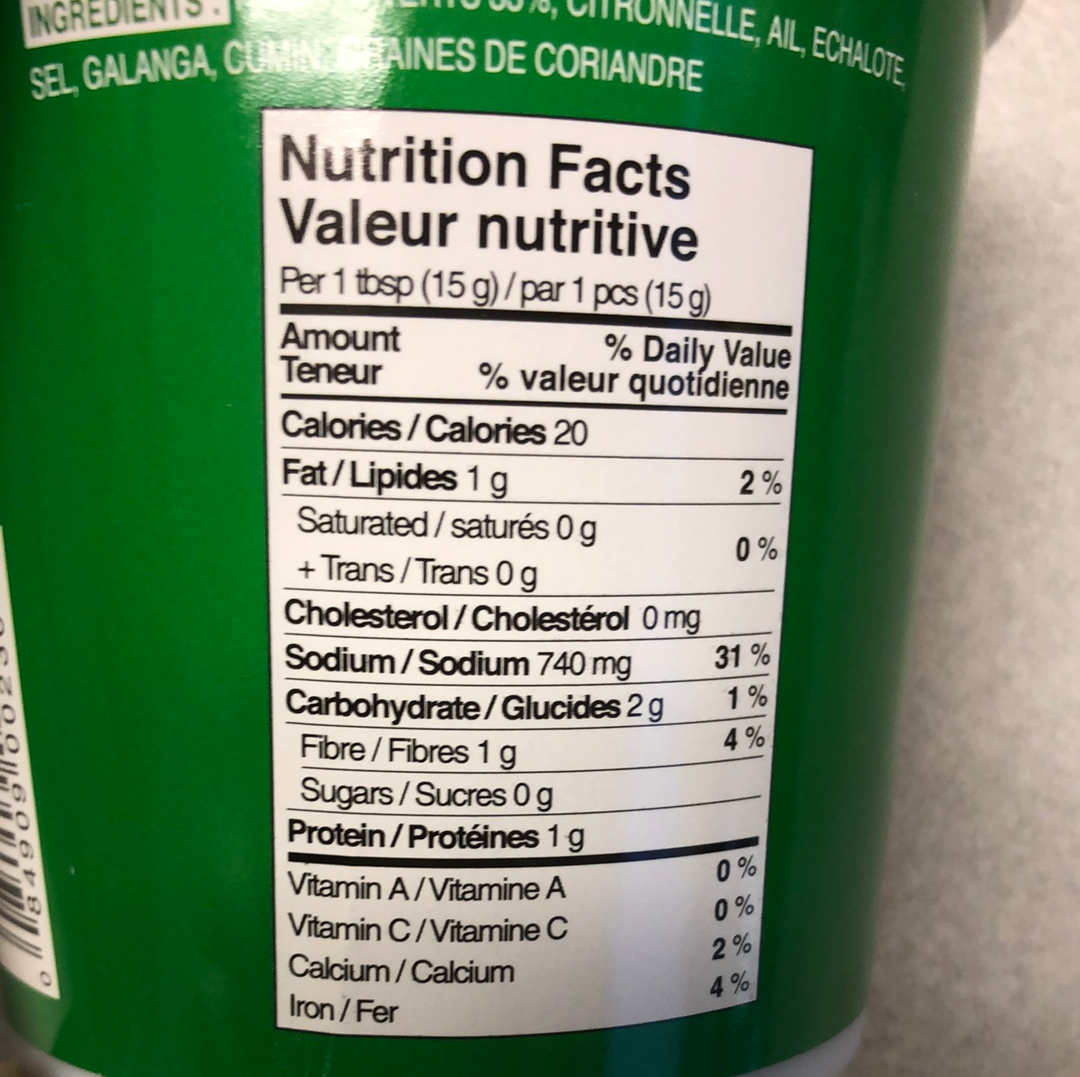 INGRÉDIENTS :
CITRONNELLE, AIL, ECHALOTE,
SEL, GALANGA, CUMIN, GRAINES DE CORIANDRE
Nutrition Facts
Valeur nutritive
Per 1 tbsp (15 g) / par 1 pcs (15 g)
Amount % Daily Value
Teneur % valeur quotidienne
Calories / Calories 20
Fat / Lipides 1 g 2 %
Saturated / saturés 0 g
+ Trans / Trans 0 g 0 %
Cholesterol / Cholestérol 0 mg
Sodium / Sodium 740 mg 31 %
Carbohydrate / Glucides 2 g 1 %
Fibre / Fibres 1 g 4 %
Sugars / Sucres 0 g
Protein / Protéines 1 g
Vitamin A / Vitamine A 0 %
Vitamin C / Vitamine C 0 %
Calcium / Calcium 2 %
Iron / Fer 4 %